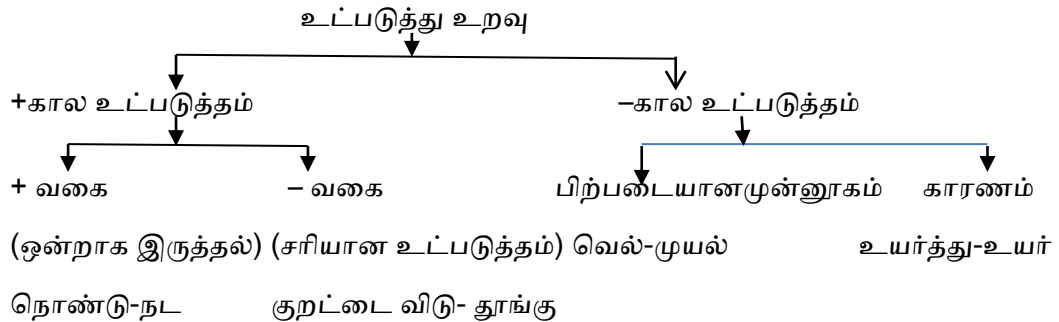 உட்படுத்து உறவு
+கால உட்படுத்தம் –கால உட்படுத்தம்
+ வகை – வகை பிற்படையானமுன்னூகம் காரணம்
(ஒன்றாக இருத்தல்) (சரியான உட்படுத்தம்) வெல்-முயல் உயர்த்து-உயர்
நொண்டு-நட குறட்டை விடு- தூங்கு